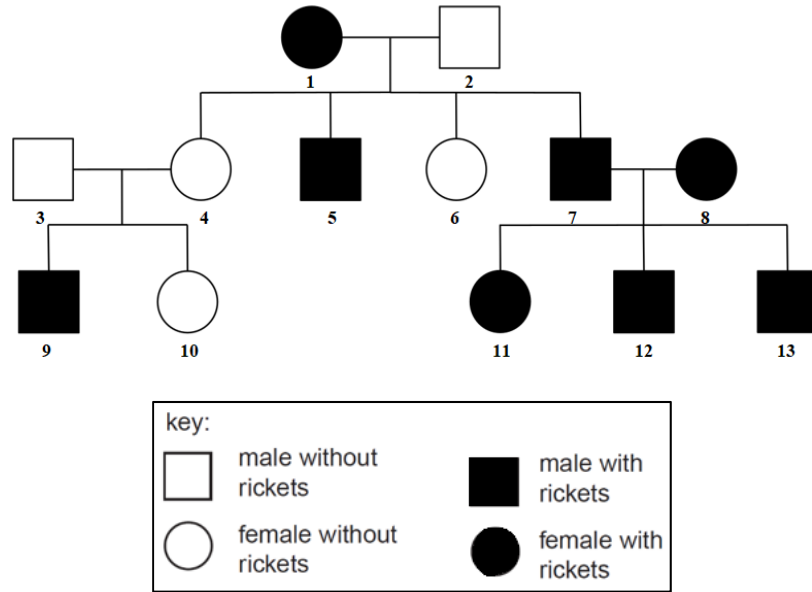 1 2
3 4 5 6 7 8
9 10 11 12 13
key:
male without rickets
male with rickets
female without rickets
female with rickets